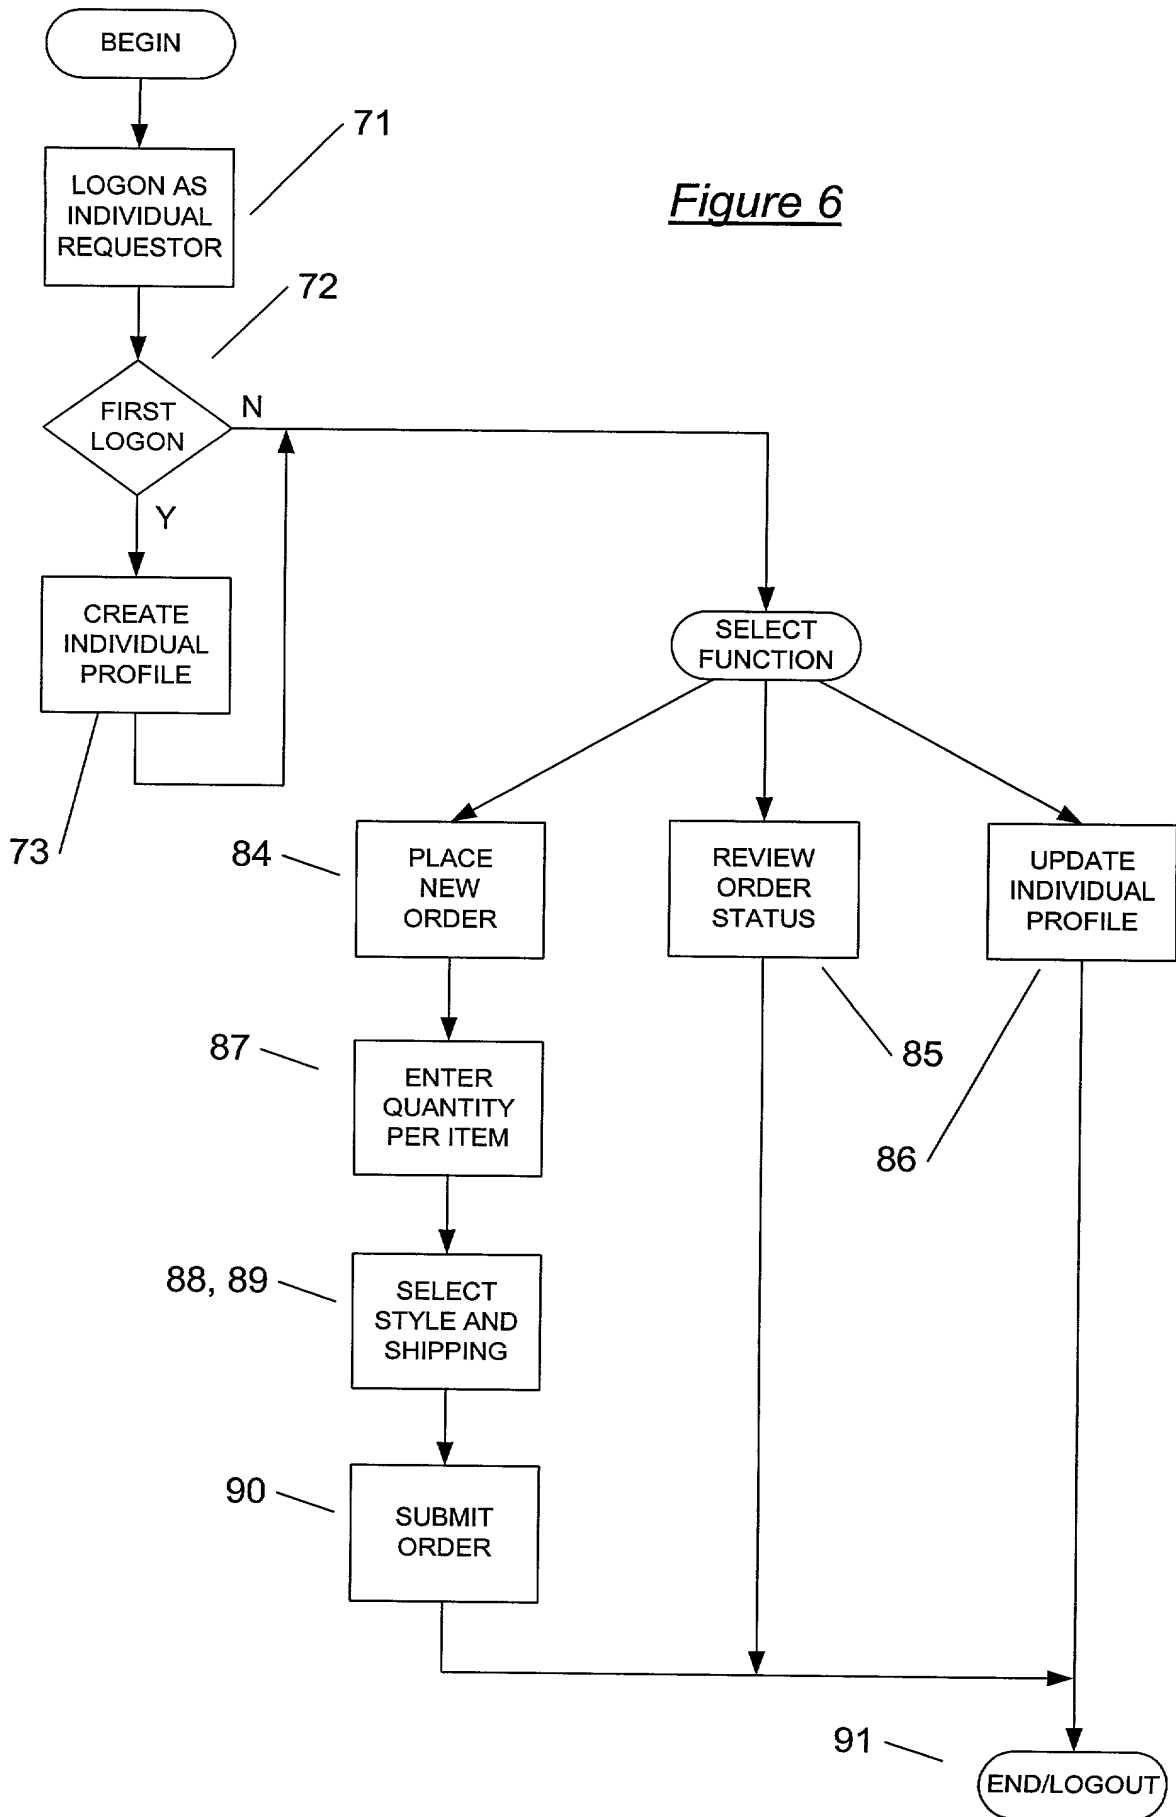 BEGIN
71
LOGON AS
INDIVIDUAL
REQUESTOR
Figure 6
72
FIRST
LOGON
N
Y
CREATE
INDIVIDUAL
PROFILE
73
SELECT
FUNCTION
84
PLACE
NEW
ORDER
REVIEW
ORDER
STATUS
UPDATE
INDIVIDUAL
PROFILE
85
86
87
ENTER
QUANTITY
PER ITEM
88, 89
SELECT
STYLE AND
SHIPPING
90
SUBMIT
ORDER
91
END/LOGOUT